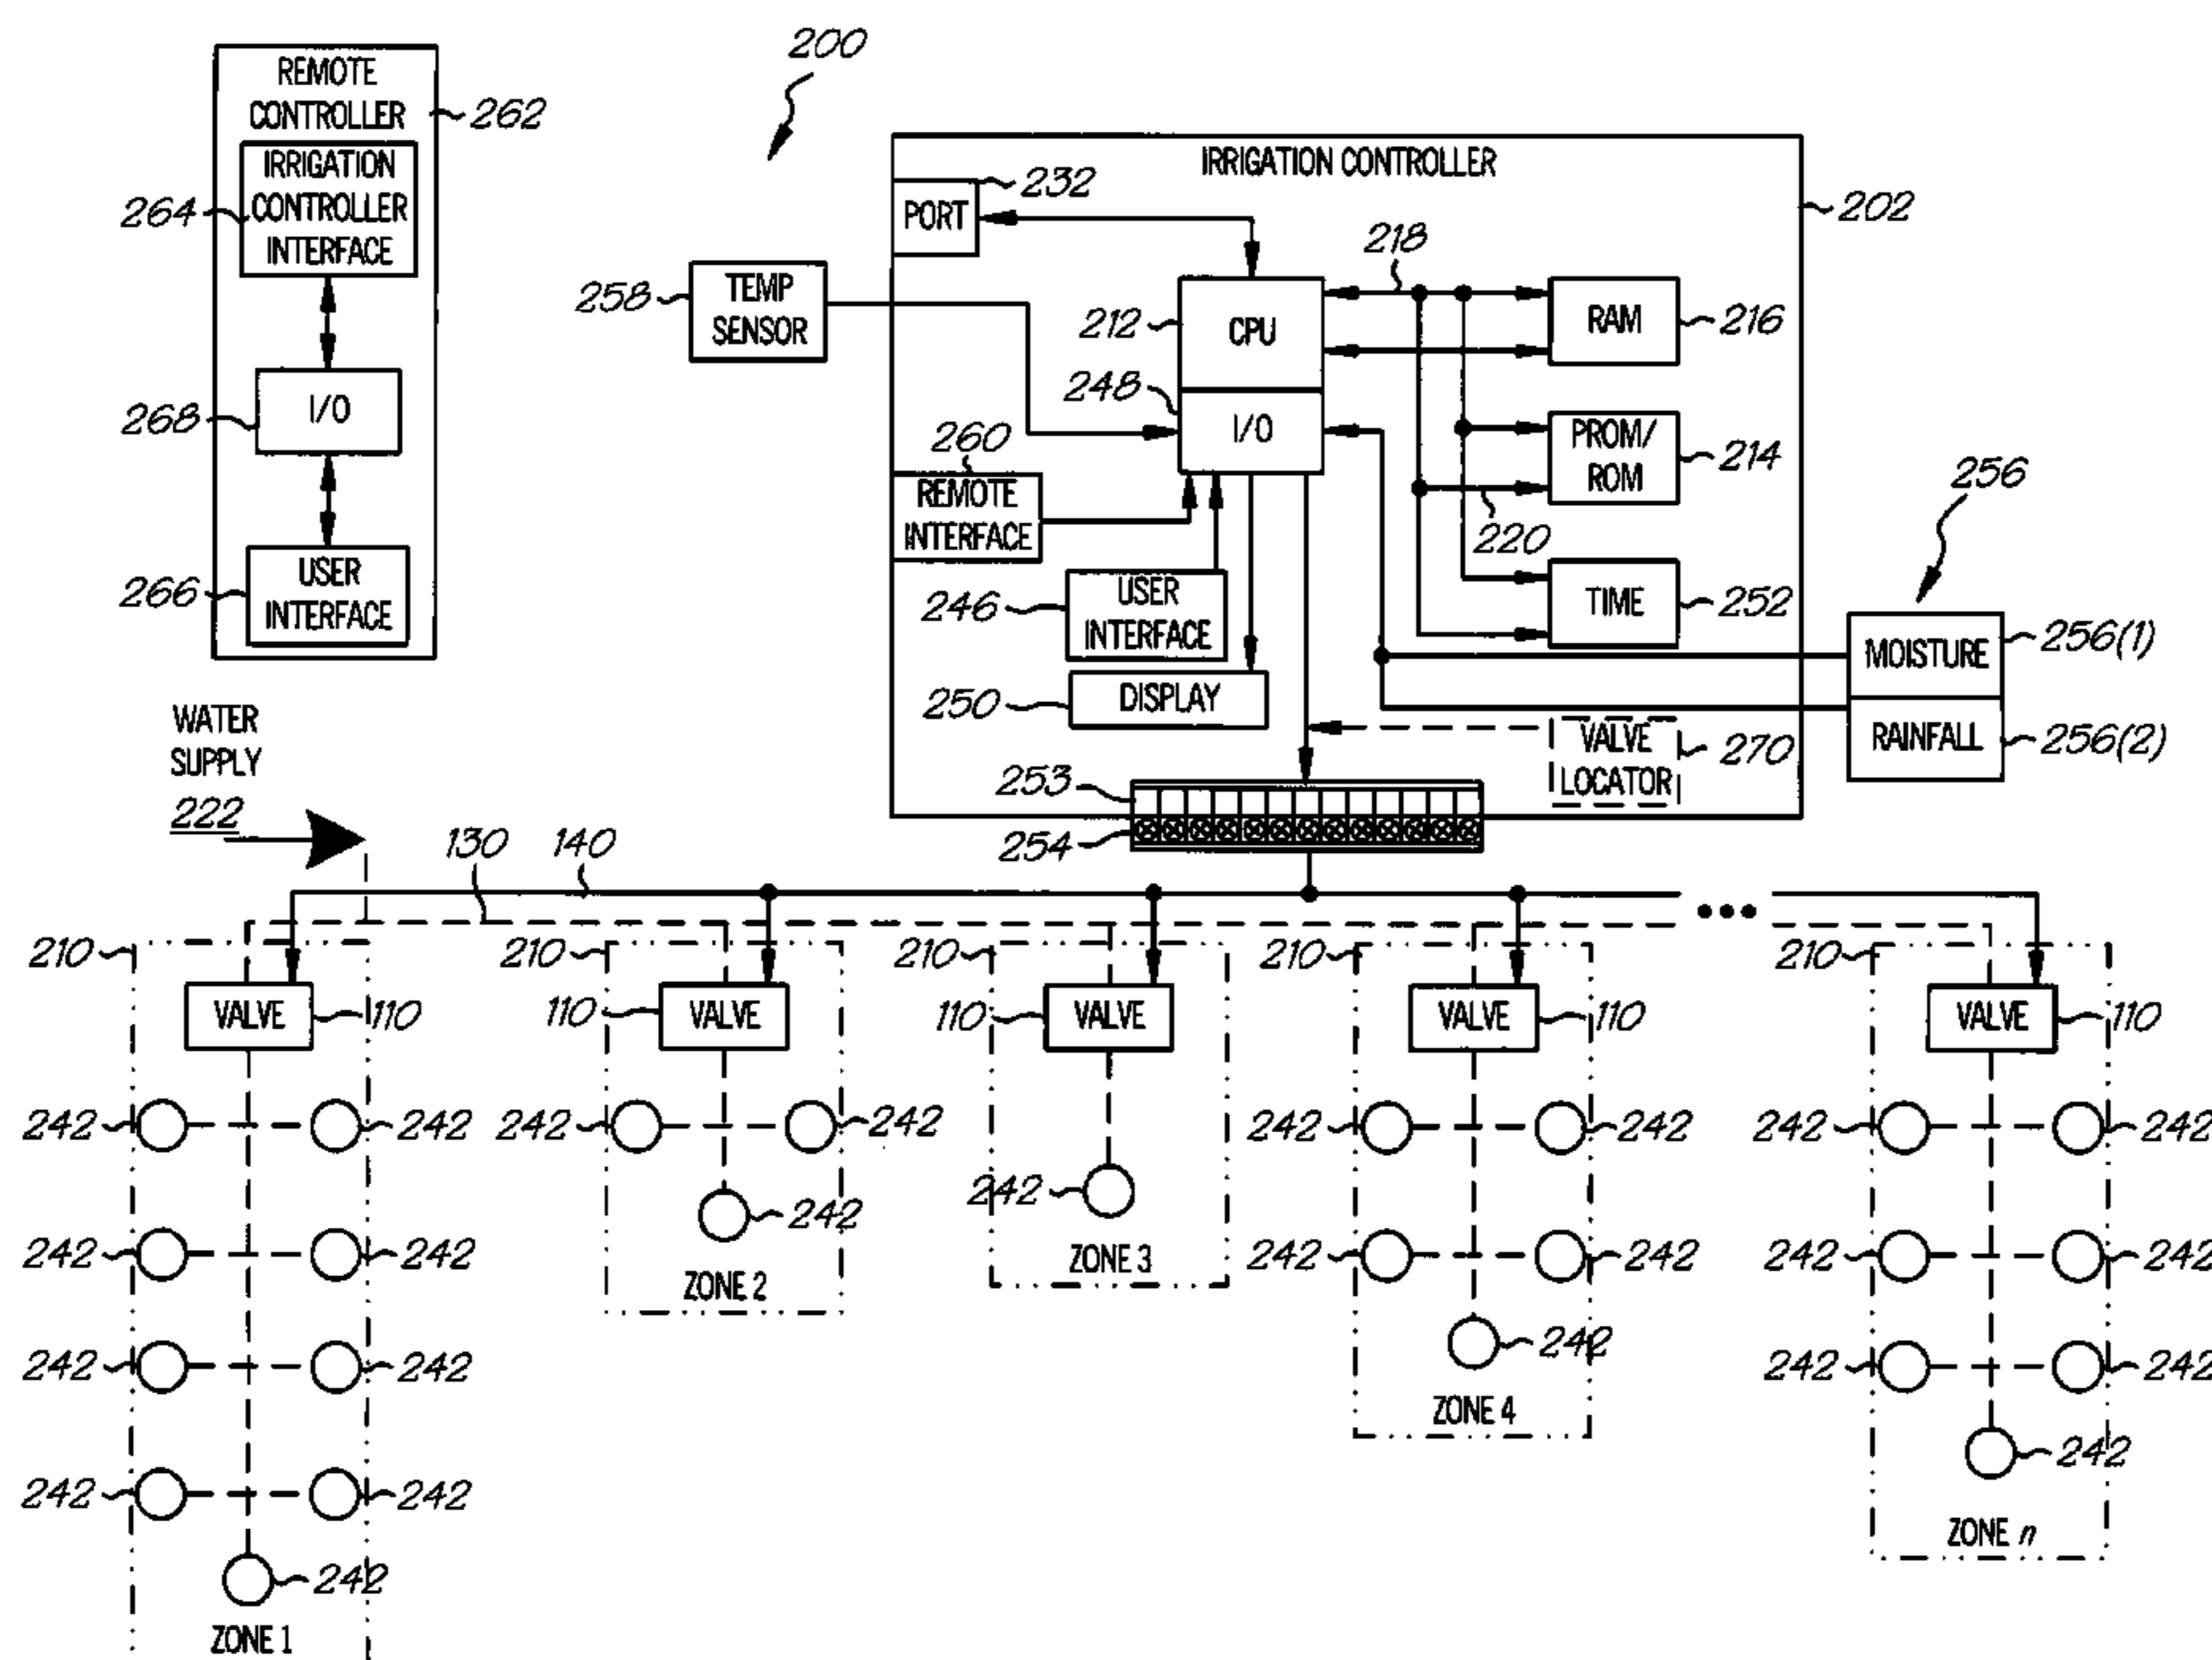 200
REMOTE
CONTROLLER
262
IRRIGATION
CONTROLLER
INTERFACE
264
I/O
268
USER
INTERFACE
266
IRRIGATION CONTROLLER
202
PORT
232
TEMP
SENSOR
258
212
CPU
218
RAM
216
248
I/O
PROM/
ROM
214
220
260
REMOTE
INTERFACE
246
USER
INTERFACE
TIME
252
256
MOISTURE
256(1)
RAINFALL
256(2)
250
DISPLAY
VALVE
LOCATOR
270
253
254
WATER
SUPPLY
222
130
140
210
VALVE
110
242
242
242
242
242
242
242
242
242
ZONE 1
210
VALVE
110
242
242
242
ZONE 2
210
VALVE
110
242
ZONE 3
210
VALVE
110
242
242
242
242
242
ZONE 4
210
VALVE
110
242
242
242
242
242
242
242
ZONE n